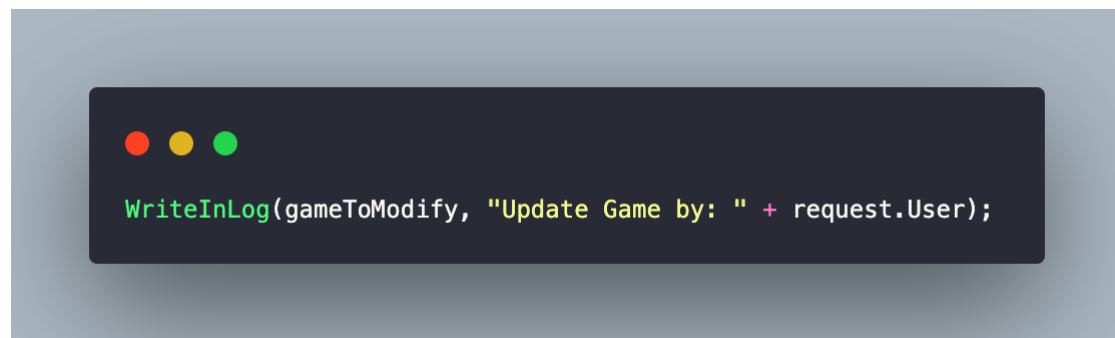 WriteInLog(gameToModify, "Update Game by: " + request.User);